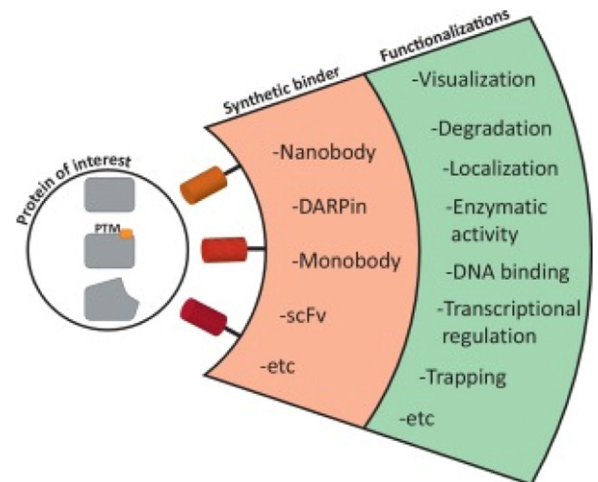 Protein of interest
PTM
Synthetic binder
-Nanobody
-DARPin
-Monobody
-scFv
-etc
Functionalizations
-Visualization
-Degradation
-Localization
-Enzymatic
activity
-DNA binding
-Transcriptional
regulation
-Trapping
-etc